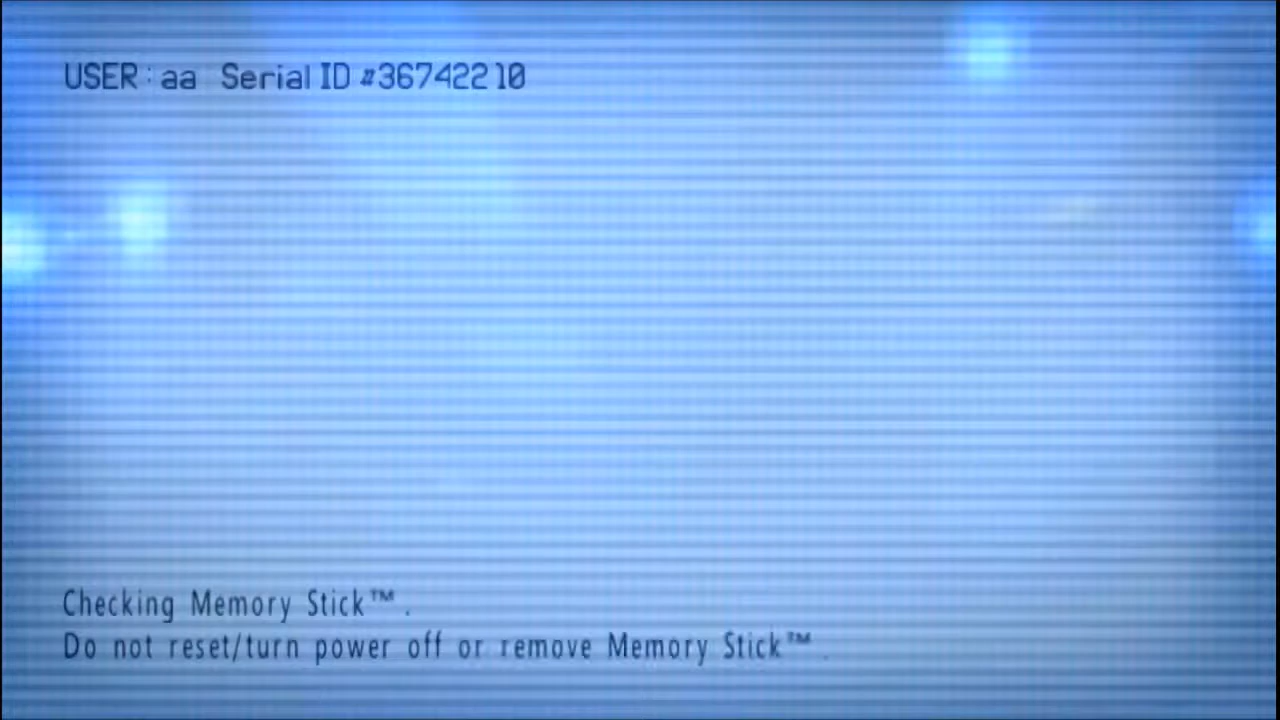 USER : aa Serial ID #36742210
Checking Memory Stick™ .
Do not reset/turn power off or remove Memory Stick™ .